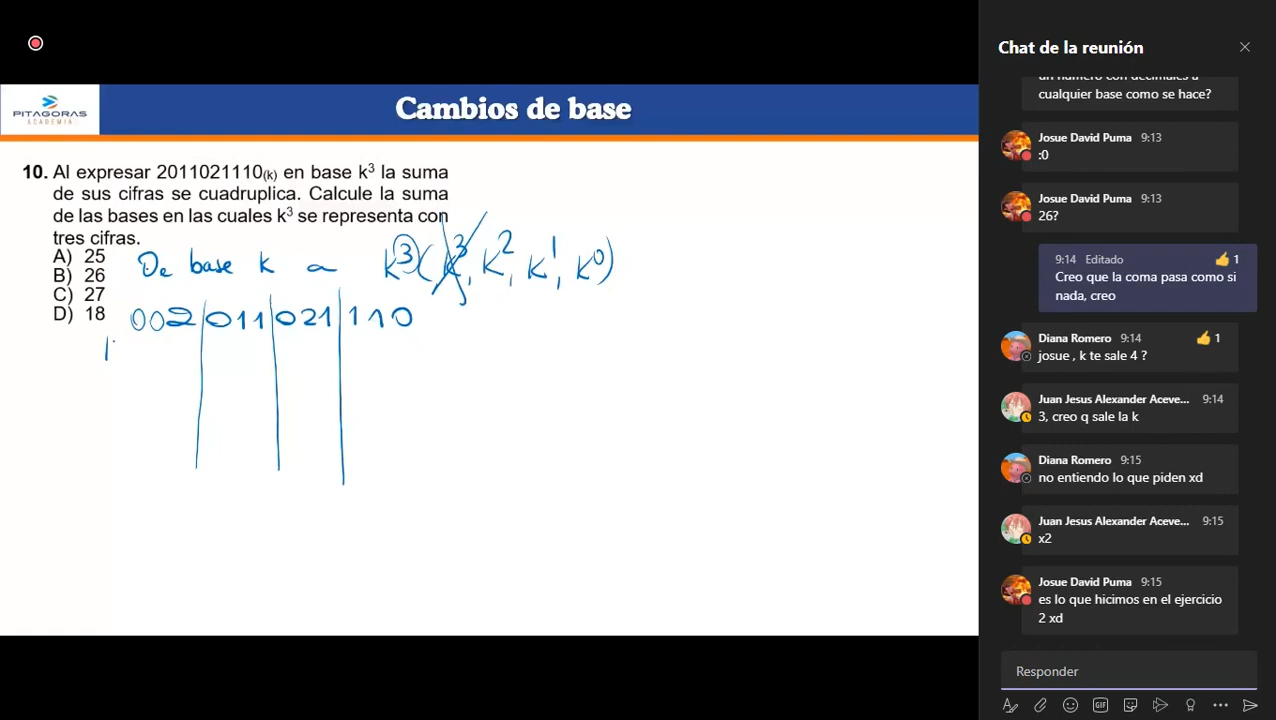 PITAGORAS
ACADEMIA
Cambios de base
10. Al expresar 2011021110(k) en base k³ la suma
de sus cifras se cuadruplica. Calcule la suma
de las bases en las cuales k³ se representa con
tres cifras.
A) 25
B) 26
C) 27
D) 18
De base k a k³(k³, k², k¹, k⁰)
002 | 011 | 021 | 110
Chat de la reunión
un número con decimales a
cualquier base como se hace?
Josue David Puma 9:13
:0
Josue David Puma 9:13
26?
9:14 Editado 1
Creo que la coma pasa como si
nada, creo
Diana Romero 9:14 1
josue , k te sale 4 ?
Juan Jesus Alexander Aceve... 9:14
3, creo q sale la k
Diana Romero 9:15
no entiendo lo que piden xd
Juan Jesus Alexander Aceve... 9:15
x2
Josue David Puma 9:15
es lo que hicimos en el ejercicio
2 xd
Responder
GIF